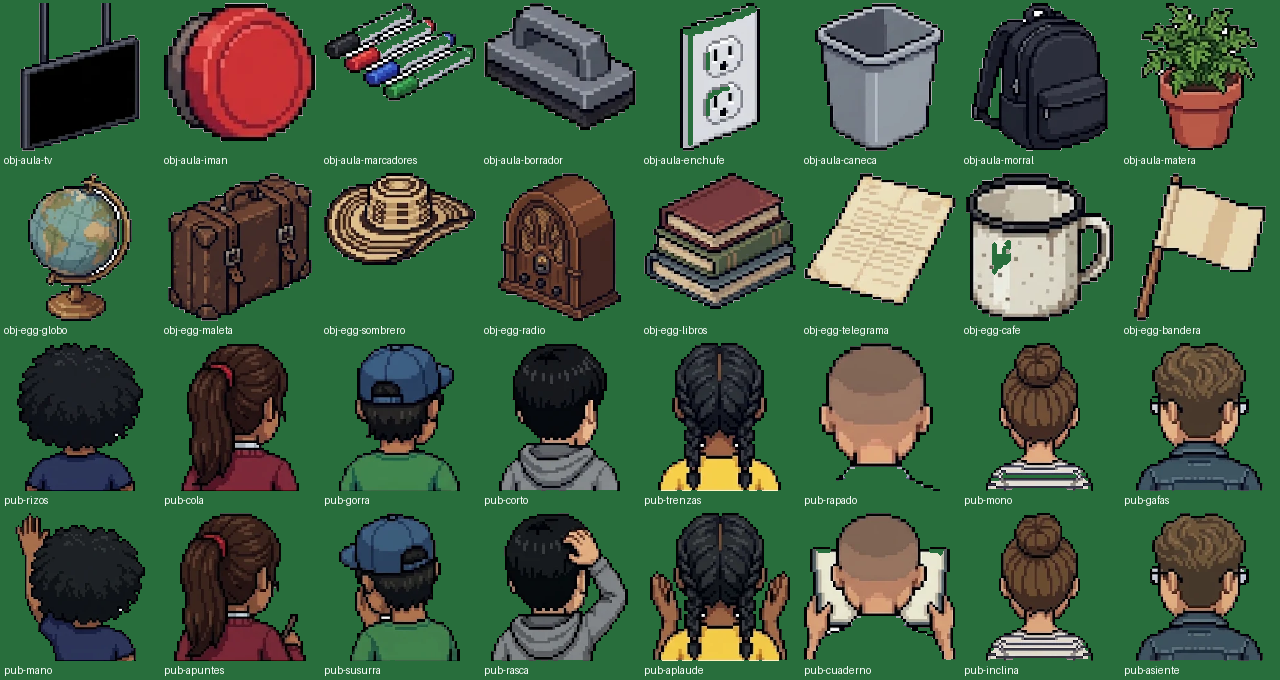 obj-aula-tv
obj-aula-iman
obj-aula-marcadores
obj-aula-borrador
obj-aula-enchufe
obj-aula-caneca
obj-aula-morral
obj-aula-matera
obj-egg-globo
obj-egg-maleta
obj-egg-sombrero
obj-egg-radio
obj-egg-libros
obj-egg-telegrama
obj-egg-cafe
obj-egg-bandera
pub-rizos
pub-cola
pub-gorra
pub-corto
pub-trenzas
pub-rapado
pub-mono
pub-gafas
pub-mano
pub-apuntes
pub-susurra
pub-rasca
pub-aplaude
pub-cuaderno
pub-inclina
pub-asiente